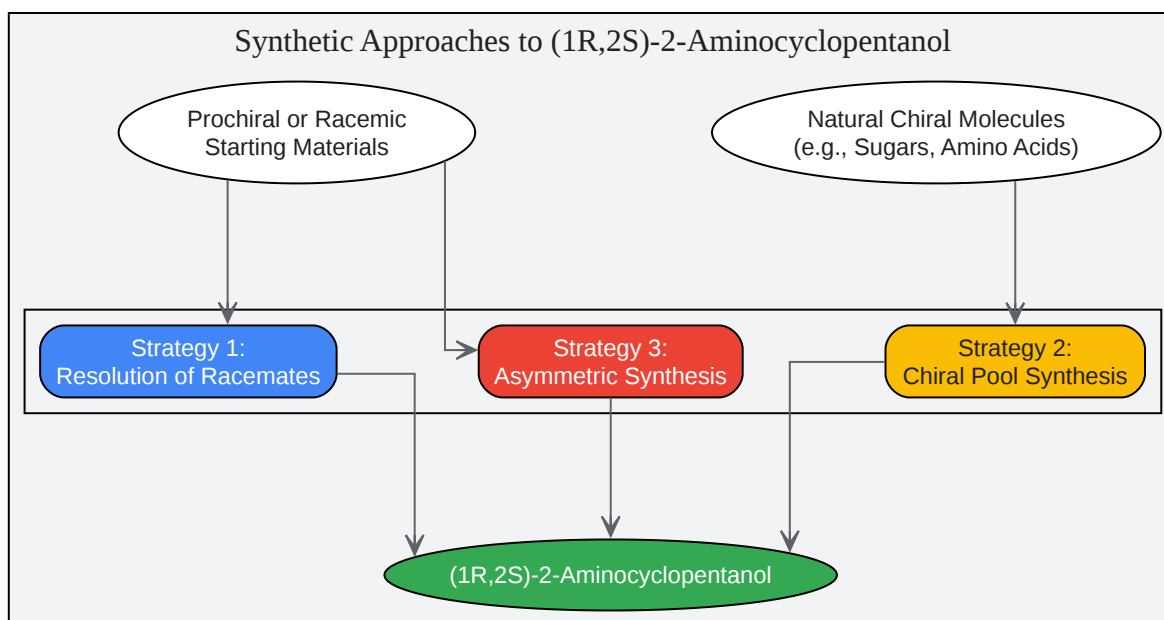 Synthetic Approaches to (1R,2S)-2-Aminocyclopentanol
Prochiral or Racemic
Starting Materials
Natural Chiral Molecules
(e.g., Sugars, Amino Acids)
Strategy 1:
Resolution of Racemates
Strategy 3:
Asymmetric Synthesis
Strategy 2:
Chiral Pool Synthesis
(1R,2S)-2-Aminocyclopentanol